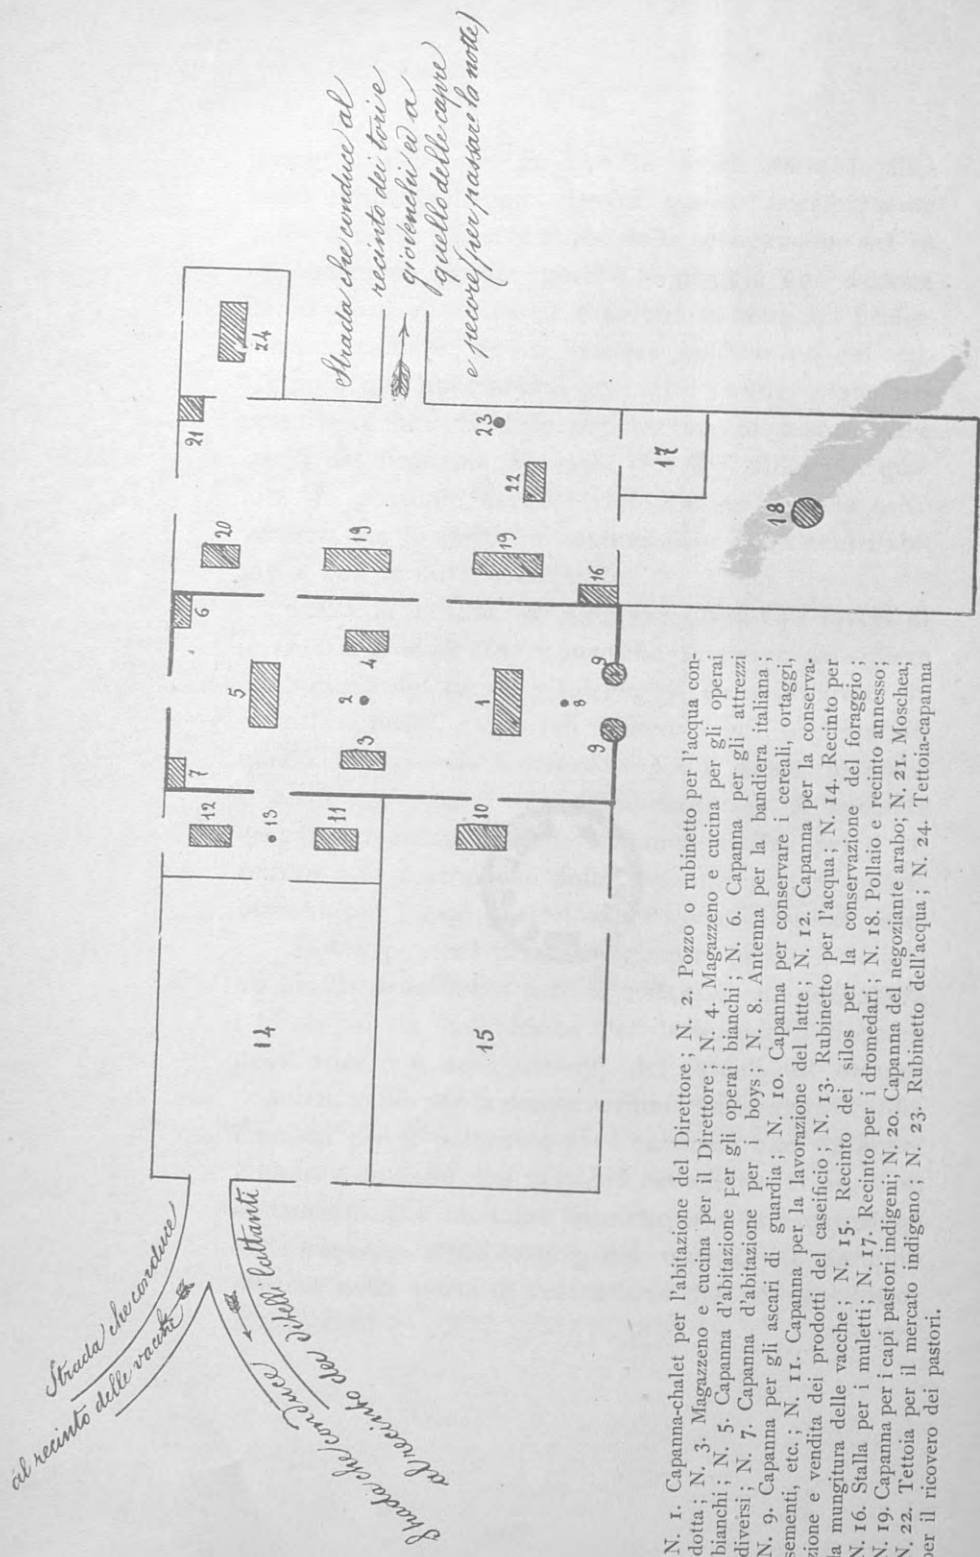 Strada che conduce
al recinto delle vacche
Strada che conduce
al recinto dei vitelli lattanti
Strada che conduce al
recinto dei tori e
giovenchi ed a
quello delle capre
e pecore (per passare la notte)
14
15
12
13
11
10
7
6
5
3
2
4
1
8
9
9
20
19
19
16
21
24
22
23
17
18
N. 1. Capanna-chalet per l'abitazione del Direttore; N. 2. Pozzo o rubinetto per l'acqua con-
dotta; N. 3. Magazzeno e cucina per il Direttore; N. 4. Magazzeno e cucina per gli operai
bianchi; N. 5. Capanna d'abitazione per gli operai bianchi; N. 6. Capanna per gli attrezzi
diversi; N. 7. Capanna d'abitazione per i boys; N. 8. Antenna per la bandiera italiana;
N. 9. Capanna per gli ascari di guardia; N. 10. Capanna per conservare i cereali, ortaggi,
sementi, etc.; N. 11. Capanna per la lavorazione del latte; N. 12. Capanna per la conserva-
zione e vendita dei prodotti del caseificio; N. 13. Rubinetto per l'acqua; N. 14. Recinto per
la mungitura delle vacche; N. 15. Recinto dei silos per la conservazione del foraggio;
N. 16. Stalla per i muletti; N. 17. Recinto per i dromedari; N. 18. Pollaio e recinto annesso;
N. 19. Capanna per i capi pastori indigeni; N. 20. Capanna del negoziante arabo; N. 21. Moschea;
N. 22. Tettoia per il mercato indigeno; N. 23. Rubinetto dell'acqua; N. 24. Tettoia-capanna
per il ricovero dei pastori.